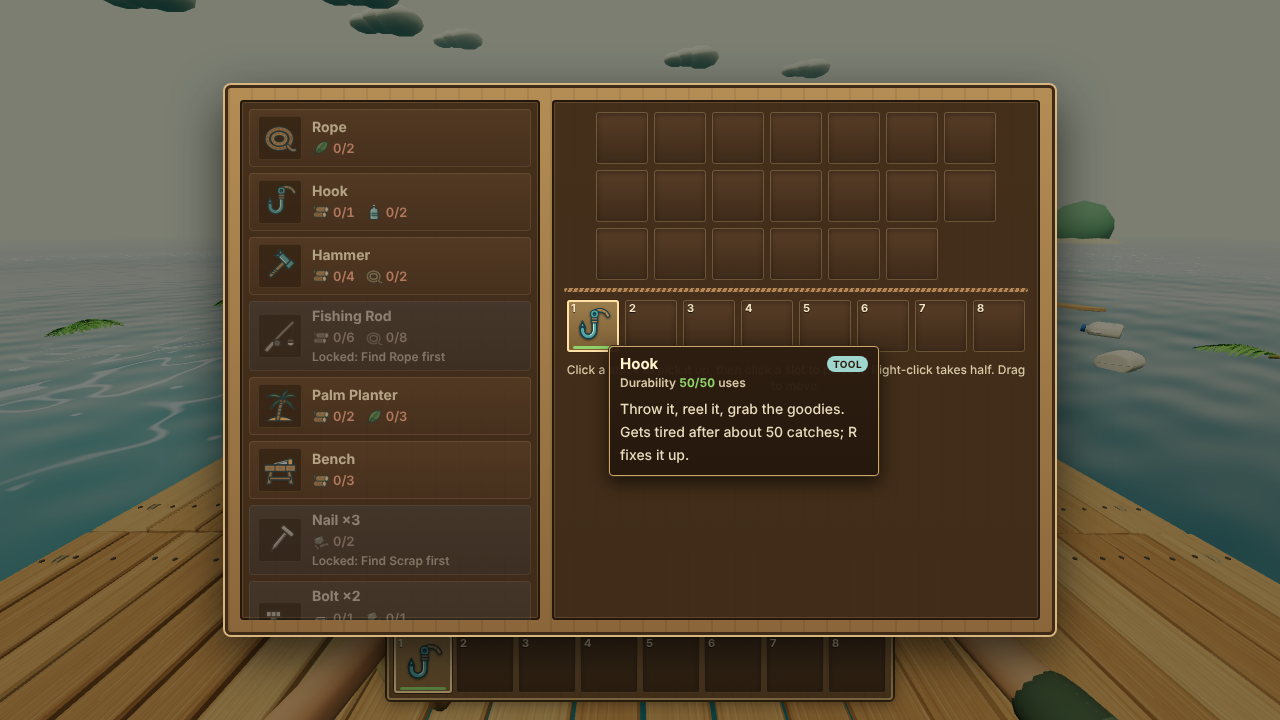 Rope
0/2
Hook
0/1 0/2
Hammer
0/4 0/2
Fishing Rod
0/6 0/8
Locked: Find Rope first
Palm Planter
0/2 0/3
Bench
0/3
Nail ×3
0/2
Locked: Find Scrap first
Bolt ×2
0/1 0/1
1 2 3 4 5 6 7 8
Click a ight-click takes half. Drag
Hook TOOL
Durability 50/50 uses
Throw it, reel it, grab the goodies.
Gets tired after about 50 catches; R
fixes it up.
1 2 3 4 5 6 7 8